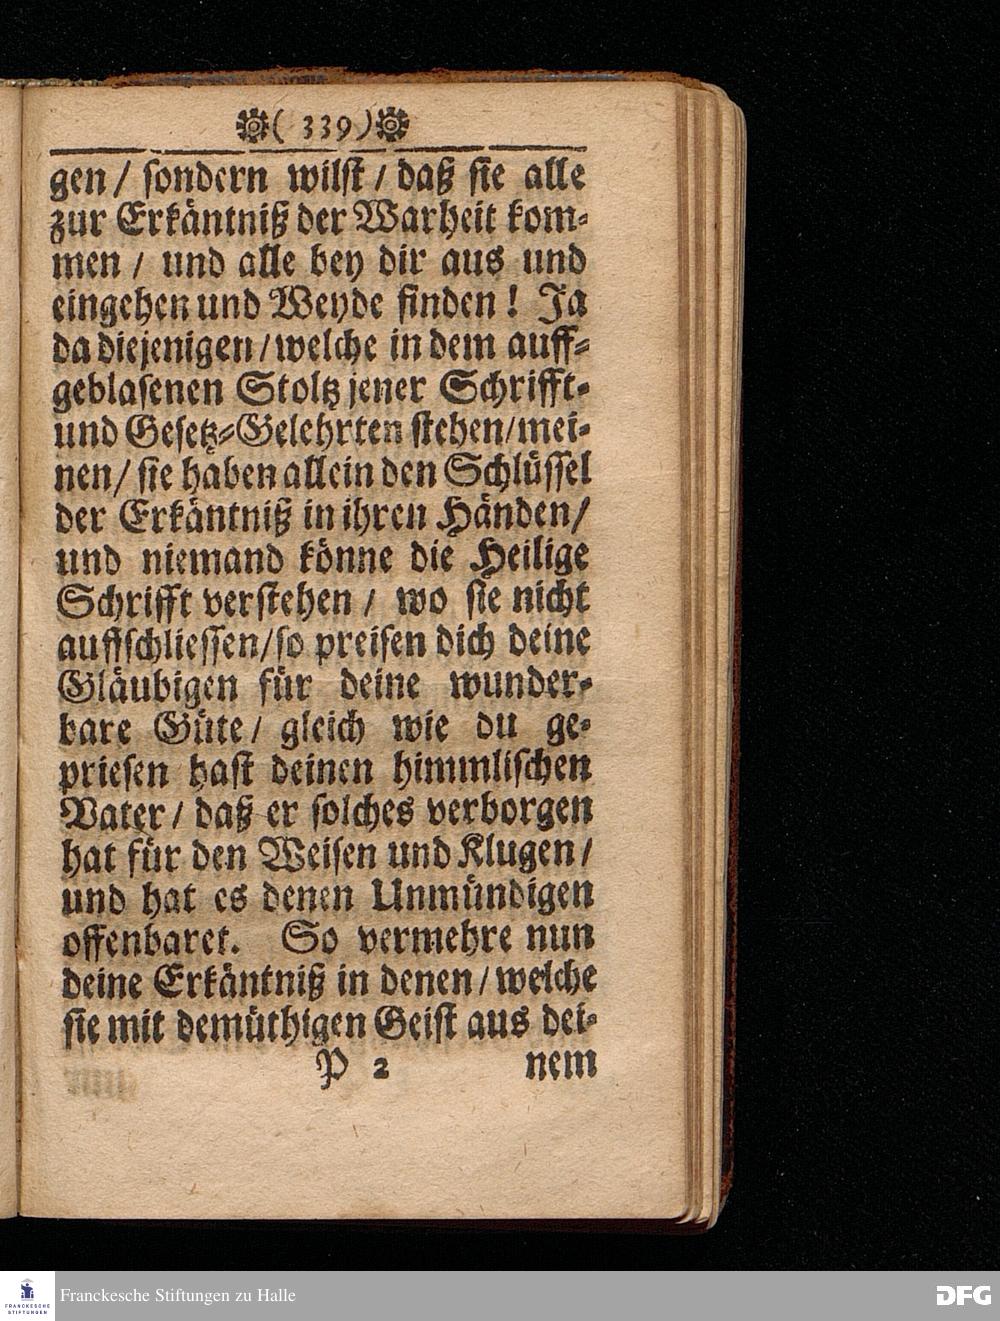 ( 339 )
gen / sondern wilst / daß sie alle
zur Erkäntniß der Warheit kom-
men / und alle bey dir aus und
eingehen und Weyde finden ! Ja
da diejenigen / welche in dem auff-
geblasenen Stoltz jener Schrifft-
und Gesetz-Gelehrten stehen / mei-
nen / sie haben allein den Schlüssel
der Erkäntniß in ihren Händen /
und niemand könne die Heilige
Schrifft verstehen / wo sie nicht
auffschliessen / so preisen dich deine
Gläubigen für deine wunder-
bare Güte / gleich wie du ge-
priesen hast deinen himmlischen
Vater / daß er solches verborgen
hat für den Weisen und Klugen /
und hat es denen Unmündigen
offenbaret. So vermehre nun
deine Erkäntniß in denen / welche
sie mit demüthigen Geist aus dei-
P 2 nem
FRANCKESCHE
STIFTUNGEN
Franckesche Stiftungen zu Halle
DFG